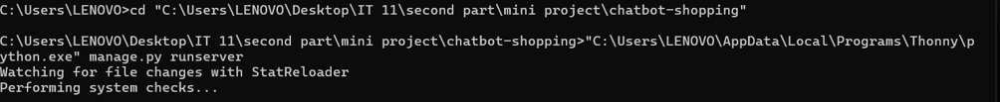 C:\Users\LENOVO>cd "C:\Users\LENOVO\Desktop\IT 11\second part\mini project\chatbot-shopping"
C:\Users\LENOVO\Desktop\IT 11\second part\mini project\chatbot-shopping>"C:\Users\LENOVO\AppData\Local\Programs\Thonny\p
ython.exe" manage.py runserver
Watching for file changes with StatReloader
Performing system checks...